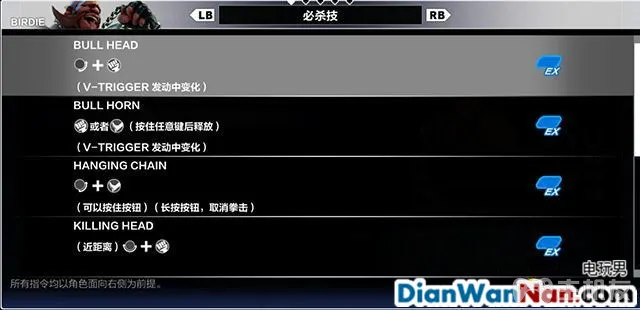 BIRDIE
LB
必杀技
RB
BULL HEAD
+
EX
(V-TRIGGER 发动中变化)
BULL HORN
或者 (按住任意键后释放)
EX
(V-TRIGGER 发动中变化)
HANGING CHAIN
+
EX
(可以按住按钮)(长按按钮,取消拳击)
KILLING HEAD
(近距离) +
EX
所有指令均以角色面向右侧为前提。
电玩男
DianWanNan.com